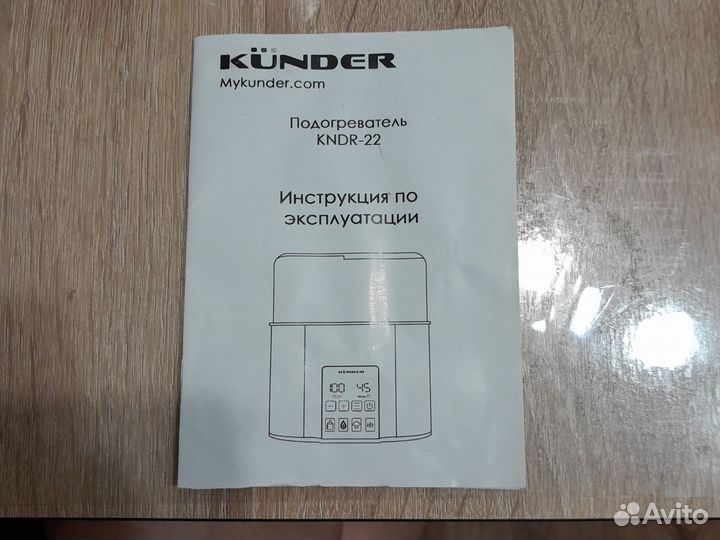 KÜNDER
Mykunder.com
Подогреватель
KNDR-22
Инструкция по
эксплуатации
KÜNDER
100 45
Avito